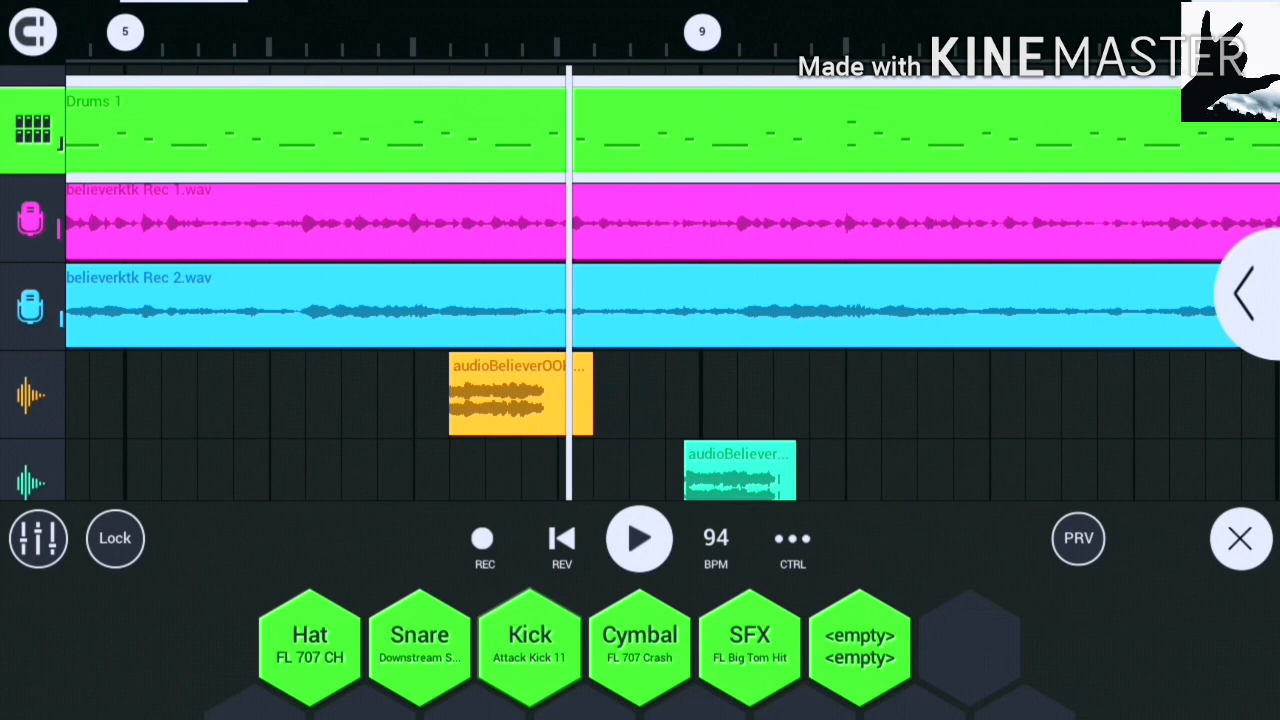 5
9
Made with KINEMASTER
Drums 1
believerktk Rec 1.wav
believerktk Rec 2.wav
audioBelieverOOH...
audioBeliever...
Lock
REC
REV
94
BPM
CTRL
PRV
Hat
FL 707 CH
Snare
Downstream S...
Kick
Attack Kick 11
Cymbal
FL 707 Crash
SFX
FL Big Tom Hit
<empty>
<empty>